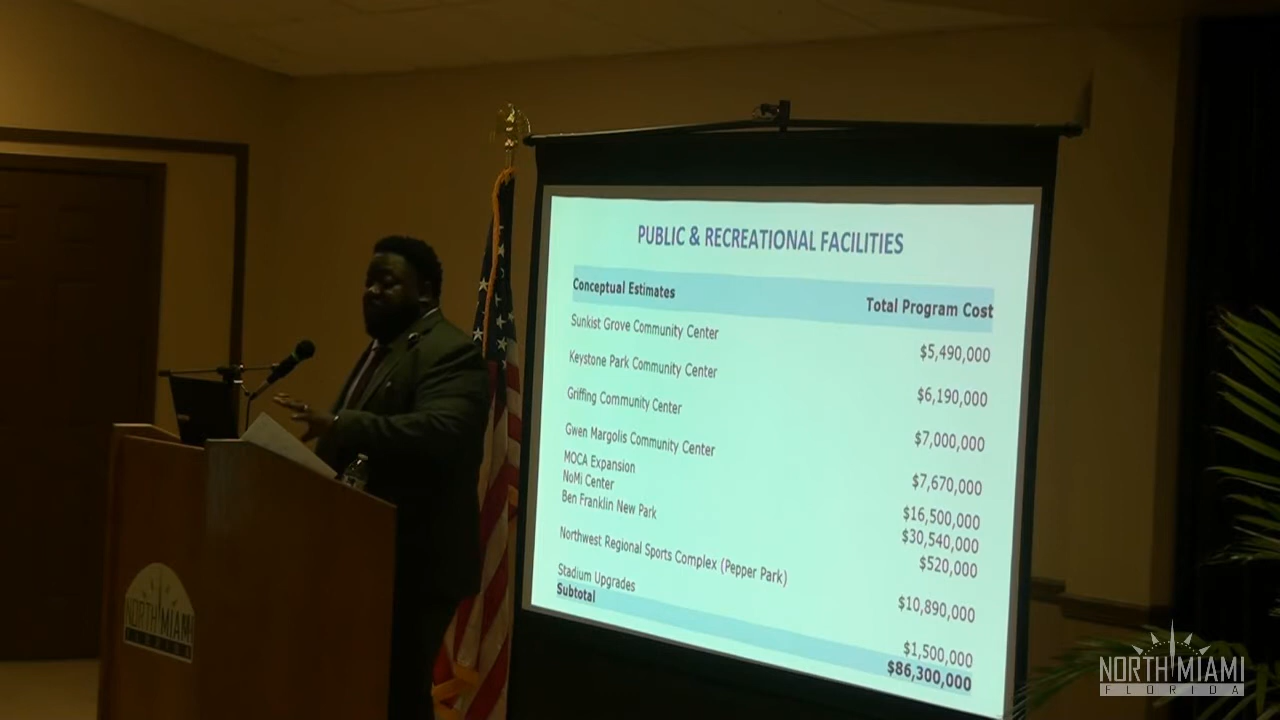 PUBLIC & RECREATIONAL FACILITIES
Conceptual Estimates Total Program Cost
Sunkist Grove Community Center $5,490,000
Keystone Park Community Center $6,190,000
Griffing Community Center $7,000,000
Gwen Margolis Community Center $7,670,000
MOCA Expansion $16,500,000
NoMi Center $30,540,000
Ben Franklin New Park $520,000
Northwest Regional Sports Complex (Pepper Park) $10,890,000
Stadium Upgrades $1,500,000
Subtotal $86,300,000
NORTH MIAMI
FLORIDA
NORTH MIAMI
FLORIDA